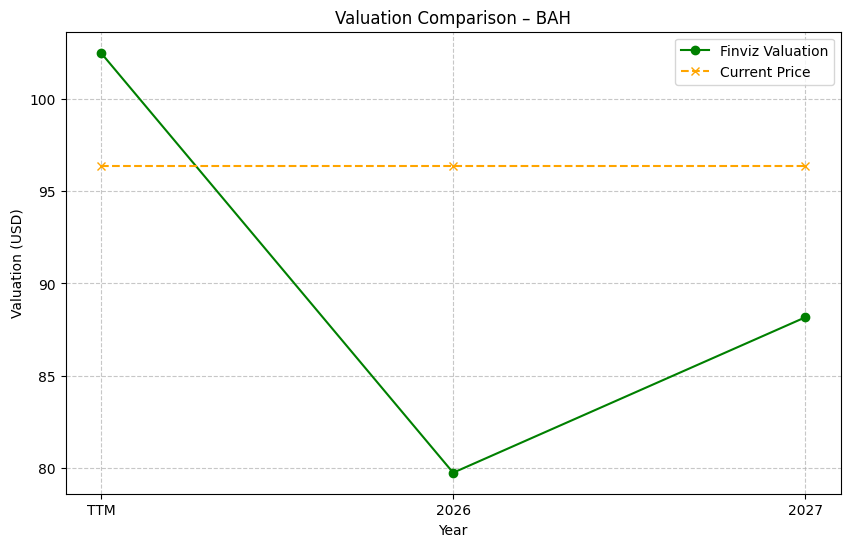 Valuation Comparison – BAH
Finviz Valuation
Current Price
Valuation (USD)
100
95
90
85
80
TTM
2026
2027
Year